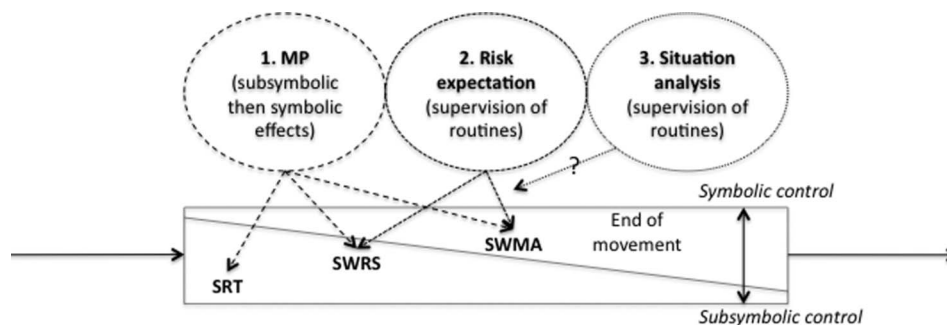 1. MP
(subsymbolic
then symbolic
effects)
2. Risk
expectation
(supervision of
routines)
3. Situation
analysis
(supervision of
routines)
?
Symbolic control
End of
movement
SWMA
SWRS
SRT
Subsymbolic control